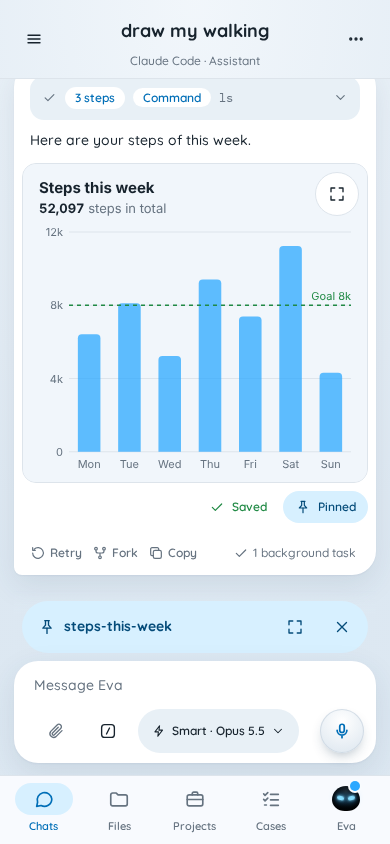 draw my walking
Claude Code · Assistant
3 steps Command 1s
Here are your steps of this week.
Steps this week
52,097 steps in total
12k
Goal 8k
8k
4k
0
Mon Tue Wed Thu Fri Sat Sun
Saved Pinned
Retry Fork Copy 1 background task
steps-this-week
Message Eva
Smart · Opus 5.5
Chats Files Projects Cases Eva